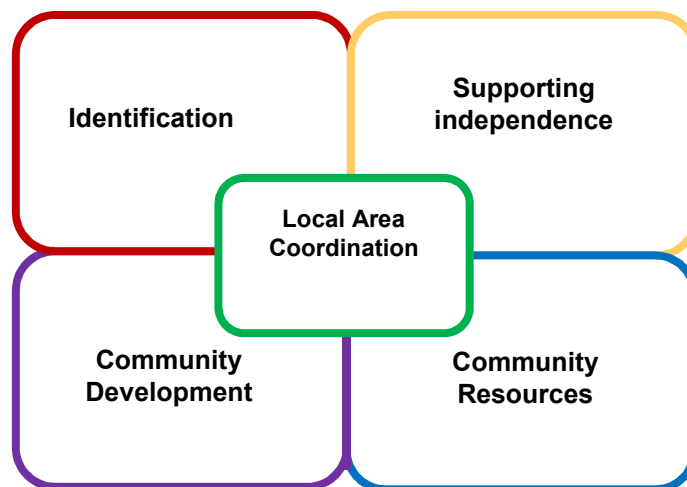 Identification
Supporting
independence
Local Area
Coordination
Community
Development
Community
Resources